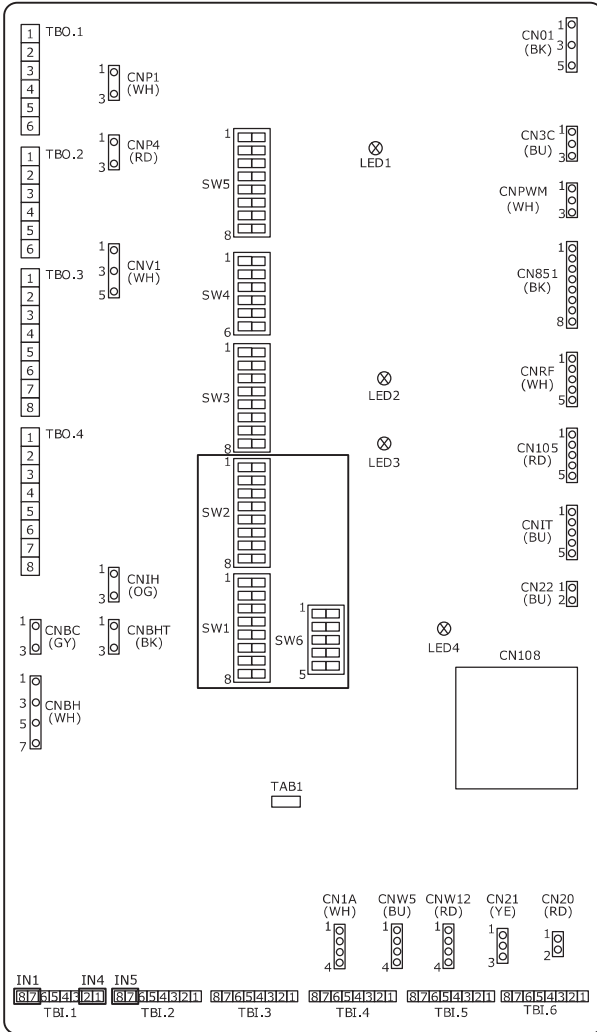 1 TBO.1
2
3
4
5
6
1 TBO.2
2
3
4
5
6
1 TBO.3
2
3
4
5
6
7
8
1 TBO.4
2
3
4
5
6
7
8
1 CNP1
3 (WH)
1 CNP4
3 (RD)
1
3 CNV1
5 (WH)
1
3 CNIH
(OG)
1 CNBC
3 (GY)
1 CNBHT
3 (BK)
1
3 CNBH
5 (WH)
7
1
SW5
8
1
SW4
6
1
SW3
8
1
SW2
8
1
SW1
8
1
SW6
5
LED1
LED2
LED3
LED4
CN01 1
(BK) 3
5
CN3C 1
(BU) 3
CNPWM 1
(WH) 3
1
CN851
(BK)
8
1
CNRF
(WH)
5
1
CN105
(RD)
5
1
CNIT
(BU)
5
CN22 1
(BU) 2
CN108
TAB1
CN1A CNW5 CNW12 CN21 CN20
(WH) (BU) (RD) (YE) (RD)
1 1 1 1 1
4 4 4 3 2
IN1 IN4 IN5
87654321 87654321 87654321 87654321 87654321 87654321
TBI.1 TBI.2 TBI.3 TBI.4 TBI.5 TBI.6